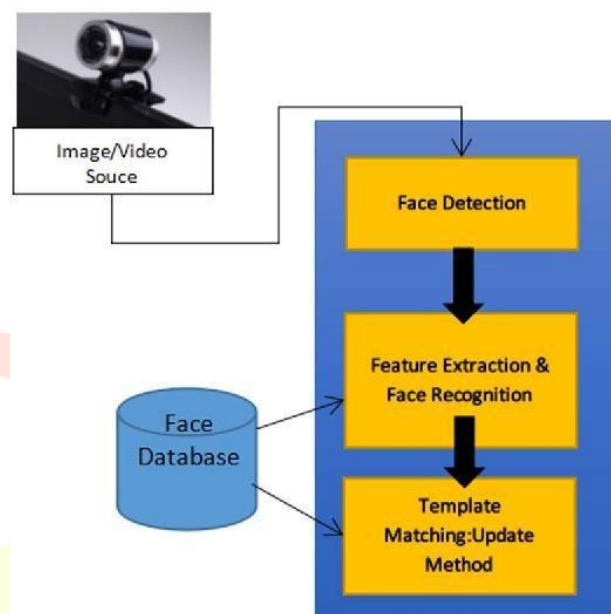 Image/Video
Souce
Face Detection
Feature Extraction &
Face Recognition
Face
Database
Template
Matching:Update
Method